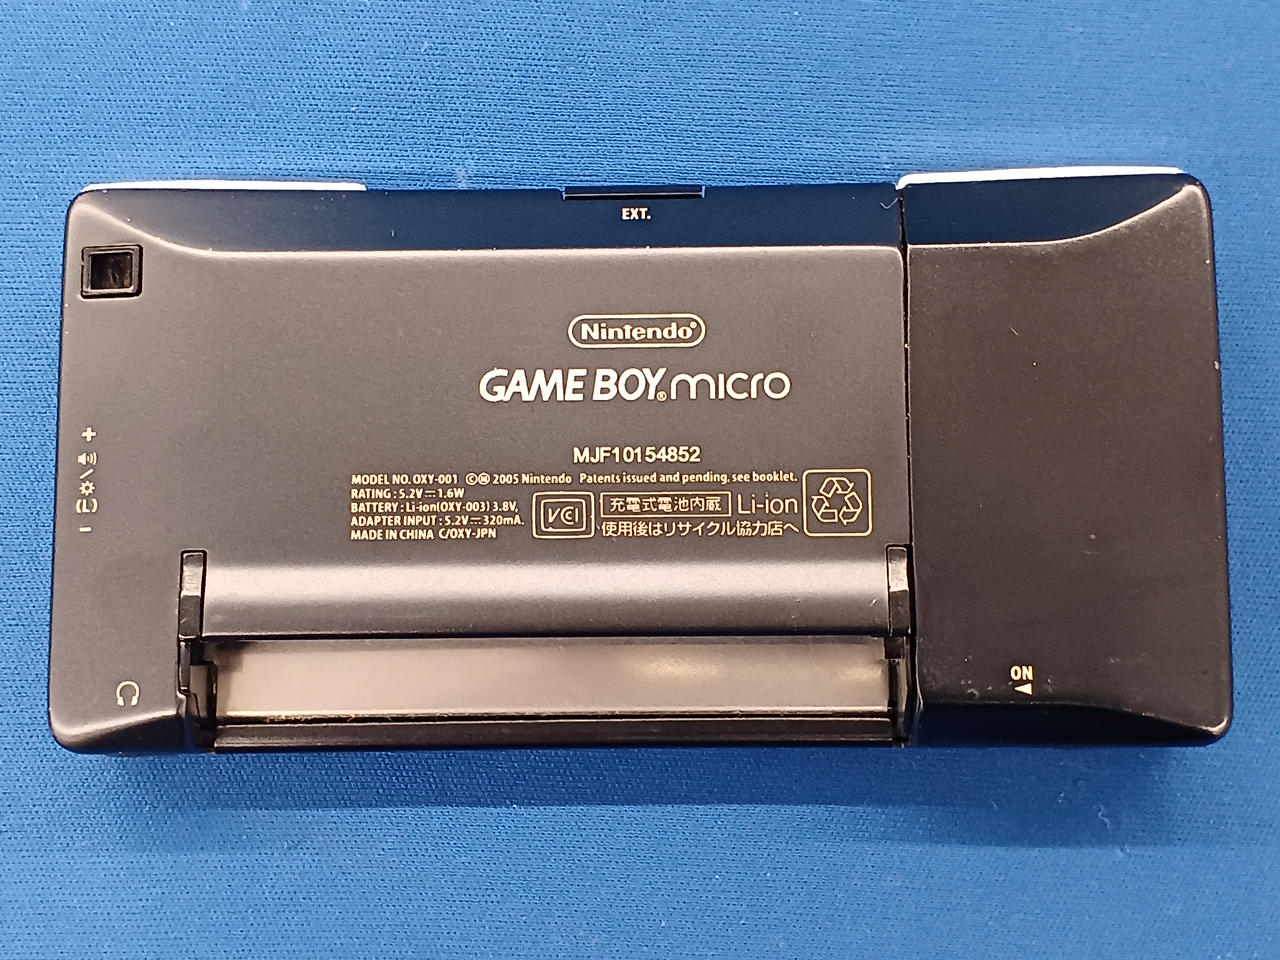 EXT.
Nintendo®
GAME BOY® micro
MJF10154852
MODEL NO. OXY-001 ©Ⓜ 2005 Nintendo Patents issued and pending, see booklet.
RATING : 5.2V⎓1.6W
BATTERY : Li-ion(OXY-003) 3.8V,
ADAPTER INPUT : 5.2V⎓320mA.
MADE IN CHINA C/OXY-JPN
VCI
充電式電池内蔵 Li-ion
使用後はリサイクル協力店へ
+
(L)
−
ON